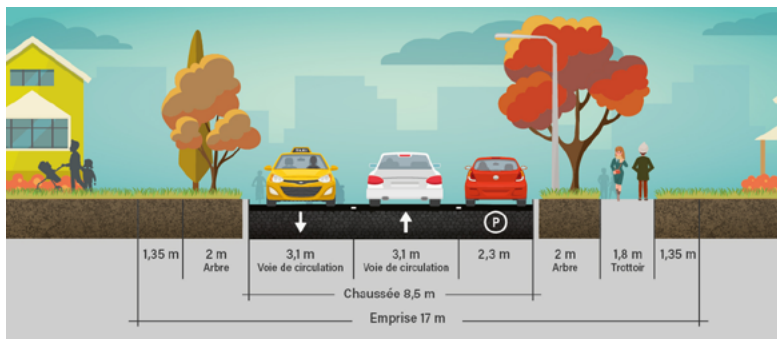 TAXI
P
1,35 m
2 m
Arbre
3,1 m
Voie de circulation
3,1 m
Voie de circulation
2,3 m
2 m
Arbre
1,8 m
Trottoir
1,35 m
Chaussée 8,5 m
Emprise 17 m